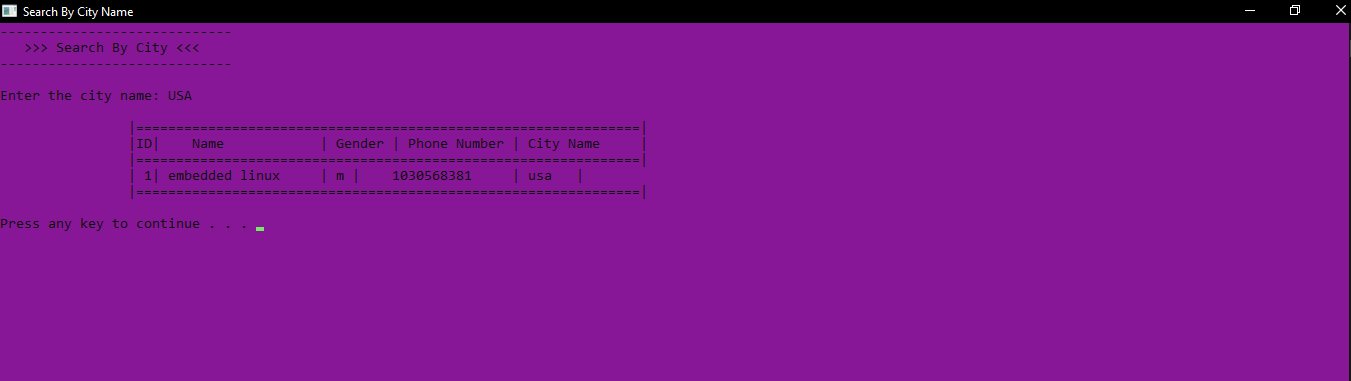 Search By City Name
-----------------------------
   >>> Search By City <<<
-----------------------------
Enter the city name: USA
                |===============================================================|
                |ID|    Name            | Gender | Phone Number | City Name     |
                |===============================================================|
                | 1| embedded linux     | m |    1030568381     | usa   |
                |===============================================================|
Press any key to continue . . .